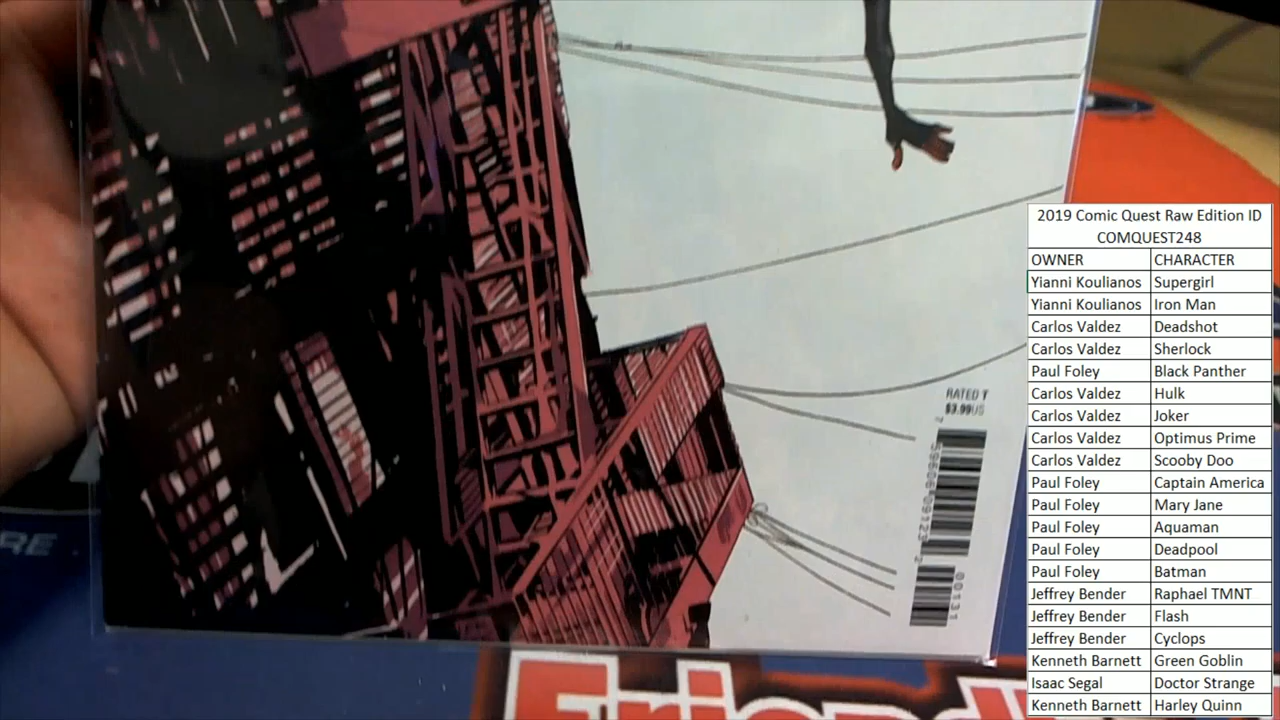 RATED T
$3.99US
00131
RE
Friendl
2019 Comic Quest Raw Edition ID
COMQUEST248
OWNER CHARACTER
Yianni Koulianos Supergirl
Yianni Koulianos Iron Man
Carlos Valdez Deadshot
Carlos Valdez Sherlock
Paul Foley Black Panther
Carlos Valdez Hulk
Carlos Valdez Joker
Carlos Valdez Optimus Prime
Carlos Valdez Scooby Doo
Paul Foley Captain America
Paul Foley Mary Jane
Paul Foley Aquaman
Paul Foley Deadpool
Paul Foley Batman
Jeffrey Bender Raphael TMNT
Jeffrey Bender Flash
Jeffrey Bender Cyclops
Kenneth Barnett Green Goblin
Isaac Segal Doctor Strange
Kenneth Barnett Harley Quinn